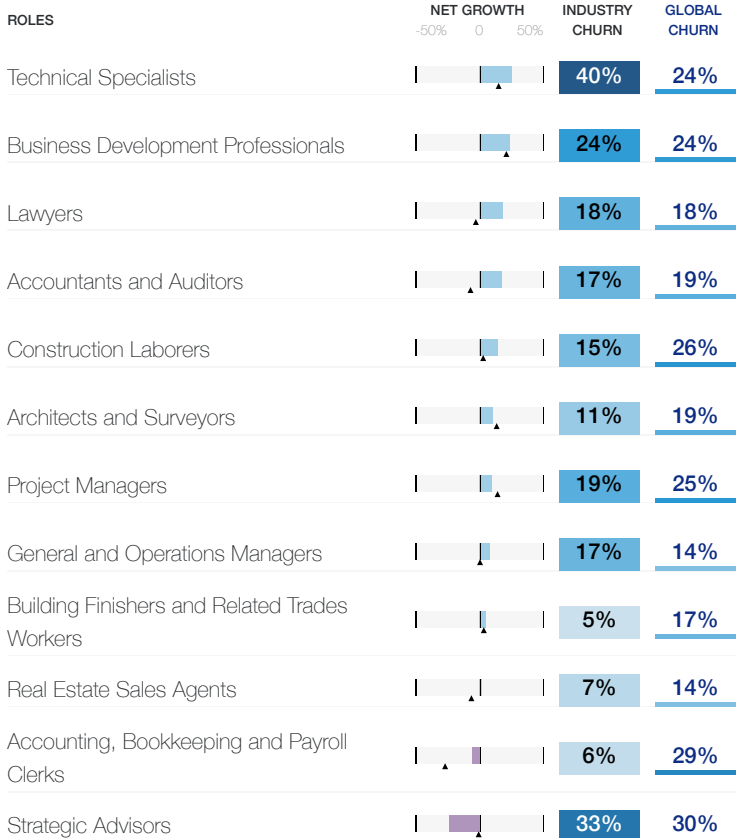 ROLES NET GROWTH INDUSTRY CHURN GLOBAL CHURN
-50% 0 50%
Technical Specialists 40% 24%
Business Development Professionals 24% 24%
Lawyers 18% 18%
Accountants and Auditors 17% 19%
Construction Laborers 15% 26%
Architects and Surveyors 11% 19%
Project Managers 19% 25%
General and Operations Managers 17% 14%
Building Finishers and Related Trades
Workers 5% 17%
Real Estate Sales Agents 7% 14%
Accounting, Bookkeeping and Payroll
Clerks 6% 29%
Strategic Advisors 33% 30%